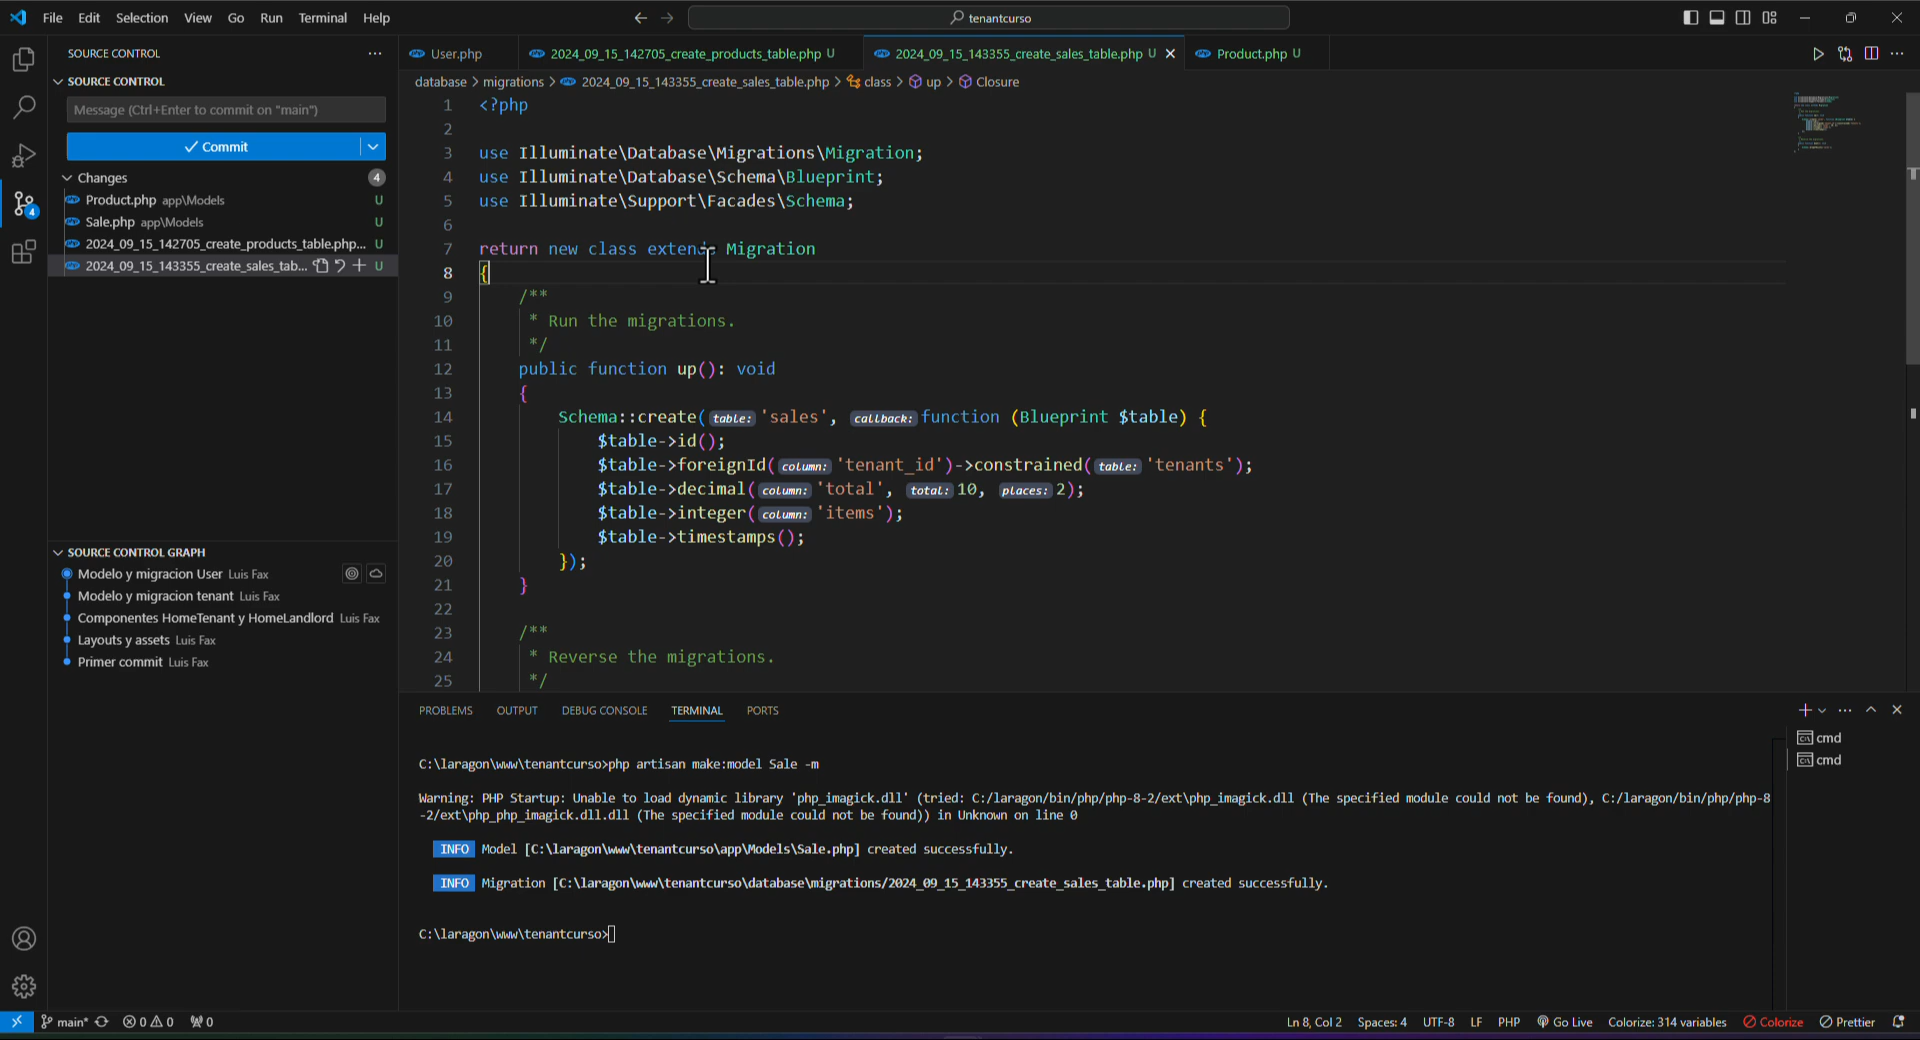 File Edit Selection View Go Run Terminal Help
tenantcurso
SOURCE CONTROL
SOURCE CONTROL
Message (Ctrl+Enter to commit on "main")
Commit
Changes 4
Product.php app\Models U
Sale.php app\Models U
2024_09_15_142705_create_products_table.php... U
2024_09_15_143355_create_sales_tab... U
4
SOURCE CONTROL GRAPH
Modelo y migracion User Luis Fax
Modelo y migracion tenant Luis Fax
Componentes HomeTenant y HomeLandlord Luis Fax
Layouts y assets Luis Fax
Primer commit Luis Fax
User.php
2024_09_15_142705_create_products_table.php U
2024_09_15_143355_create_sales_table.php U
Product.php U
database > migrations > 2024_09_15_143355_create_sales_table.php > class > up > Closure
1 <?php
2
3 use Illuminate\Database\Migrations\Migration;
4 use Illuminate\Database\Schema\Blueprint;
5 use Illuminate\Support\Facades\Schema;
6
7 return new class extends Migration
8 {
9 /**
10 * Run the migrations.
11 */
12 public function up(): void
13 {
14 Schema::create(table: 'sales', callback: function (Blueprint $table) {
15 $table->id();
16 $table->foreignId(column: 'tenant_id')->constrained(table: 'tenants');
17 $table->decimal(column: 'total', total: 10, places: 2);
18 $table->integer(column: 'items');
19 $table->timestamps();
20 });
21 }
22
23 /**
24 * Reverse the migrations.
25 */
PROBLEMS OUTPUT DEBUG CONSOLE TERMINAL PORTS
cmd
cmd
C:\laragon\www\tenantcurso>php artisan make:model Sale -m
Warning: PHP Startup: Unable to load dynamic library 'php_imagick.dll' (tried: C:/laragon/bin/php/php-8-2/ext\php_imagick.dll (The specified module could not be found), C:/laragon/bin/php/php-8
-2/ext\php_php_imagick.dll.dll (The specified module could not be found)) in Unknown on line 0
INFO Model [C:\laragon\www\tenantcurso\app\Models\Sale.php] created successfully.
INFO Migration [C:\laragon\www\tenantcurso\database\migrations/2024_09_15_143355_create_sales_table.php] created successfully.
C:\laragon\www\tenantcurso>
main* 0 0 0
Ln 8, Col 2 Spaces: 4 UTF-8 LF PHP Go Live Colorize: 314 variables Colorize Prettier